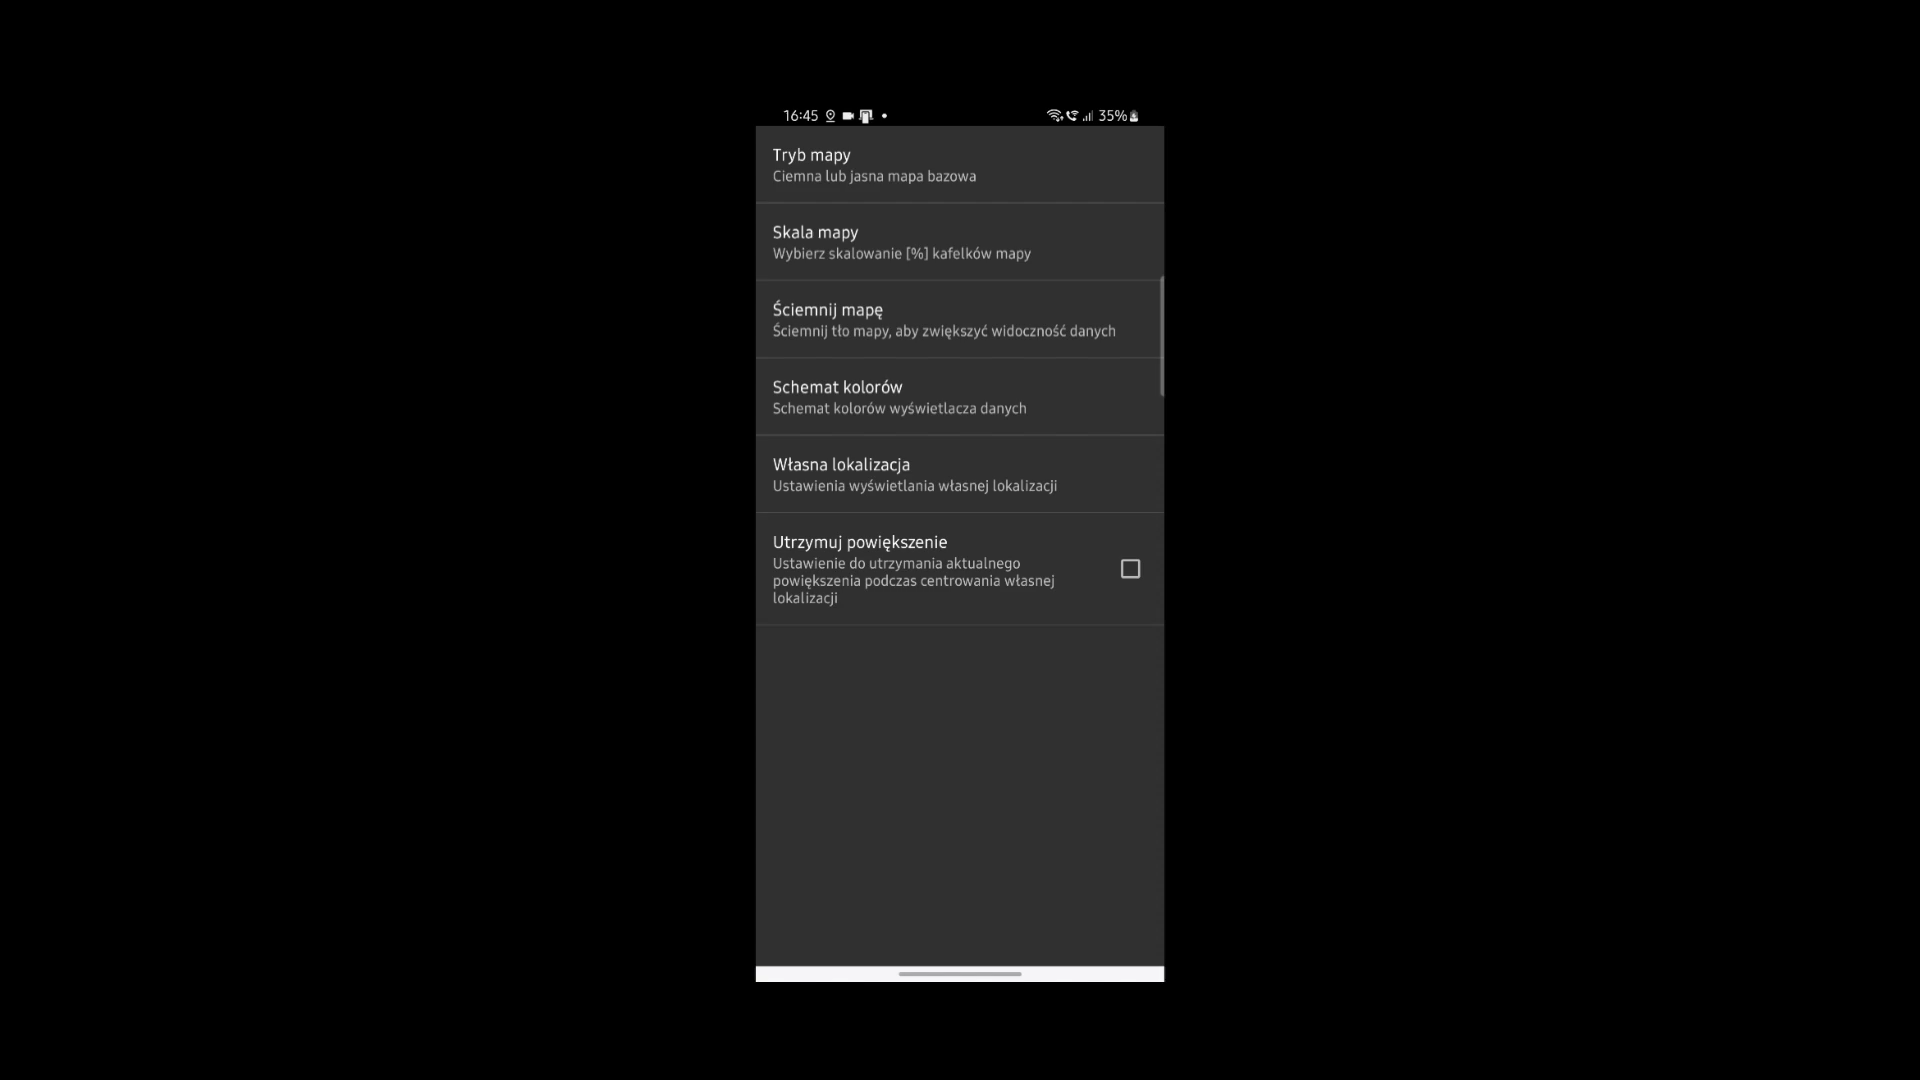 16:45
35%
Tryb mapy
Ciemna lub jasna mapa bazowa
Skala mapy
Wybierz skalowanie [%] kafelków mapy
Ściemnij mapę
Ściemnij tło mapy, aby zwiększyć widoczność danych
Schemat kolorów
Schemat kolorów wyświetlacza danych
Własna lokalizacja
Ustawienia wyświetlania własnej lokalizacji
Utrzymuj powiększenie
Ustawienie do utrzymania aktualnego
powiększenia podczas centrowania własnej
lokalizacji